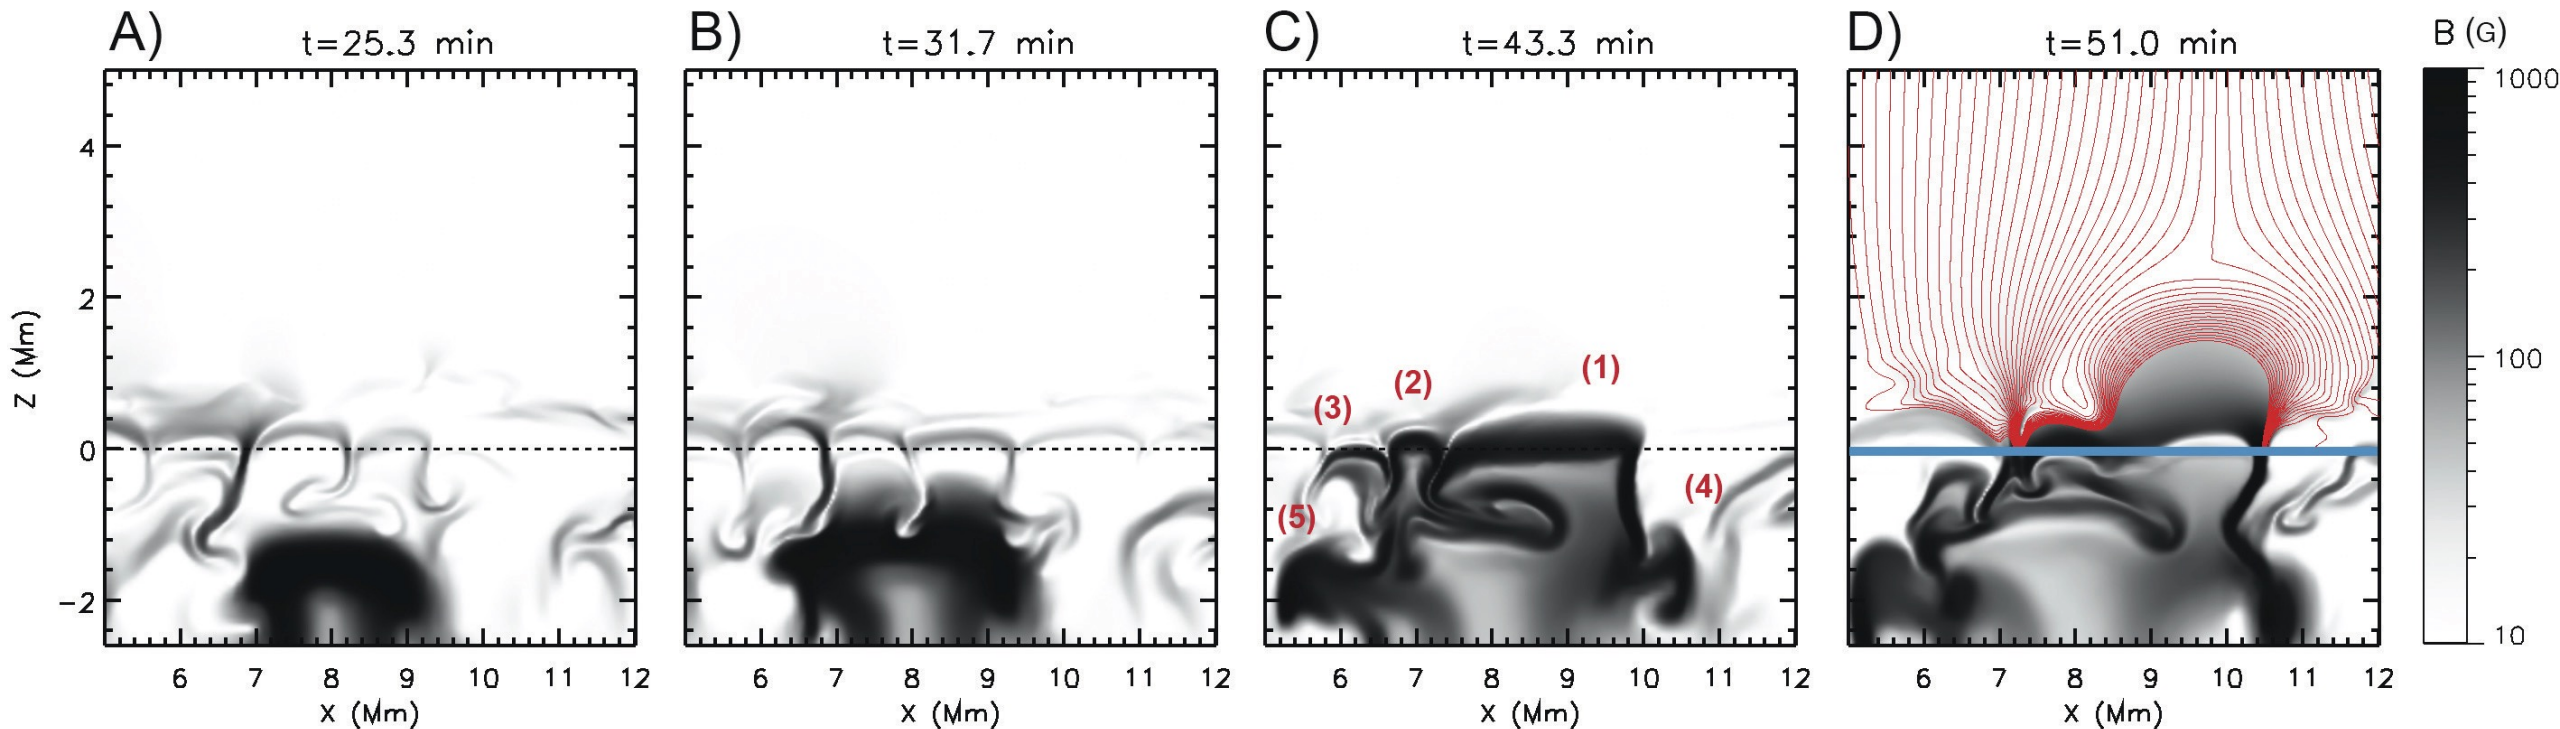 A) t=25.3 min
B) t=31.7 min
C) t=43.3 min
D) t=51.0 min
B (G)
1000
100
10
Z (Mm)
4
2
0
−2
(1)
(2)
(3)
(4)
(5)
6 7 8 9 10 11 12
6 7 8 9 10 11 12
6 7 8 9 10 11 12
6 7 8 9 10 11 12
X (Mm)
X (Mm)
X (Mm)
X (Mm)